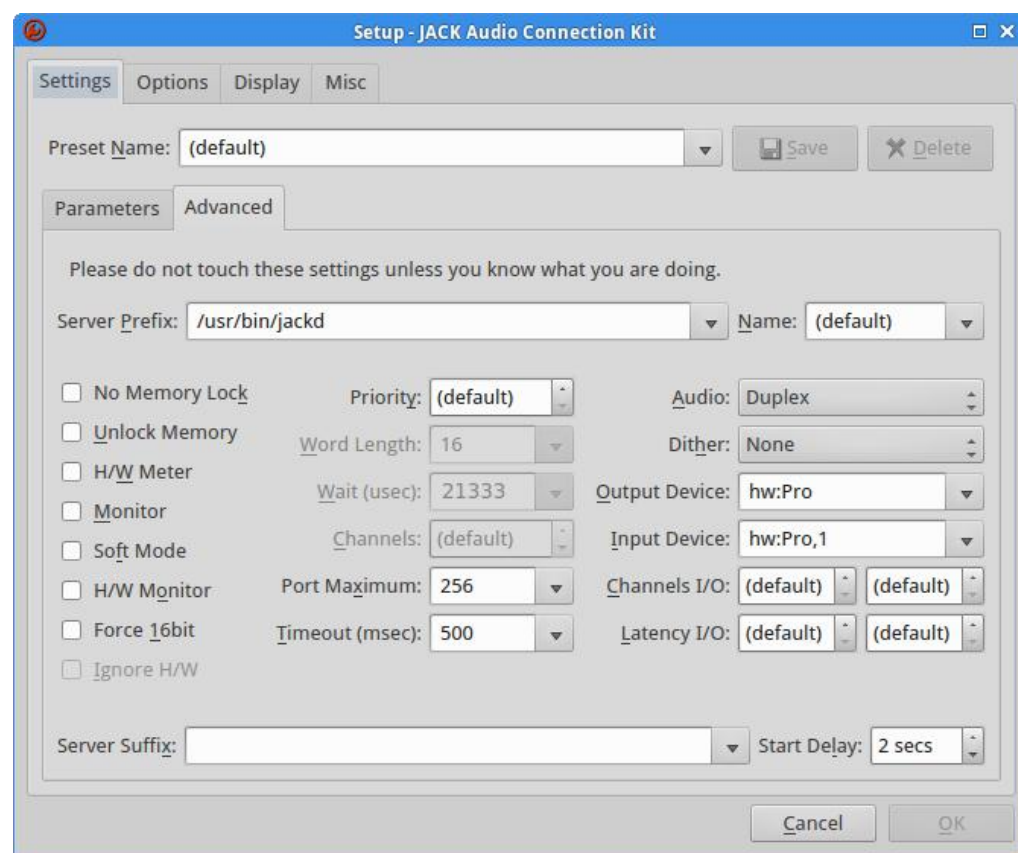 Setup - JACK Audio Connection Kit
Settings Options Display Misc
Preset Name: (default) Save Delete
Parameters Advanced
Please do not touch these settings unless you know what you are doing.
Server Prefix: /usr/bin/jackd Name: (default)
No Memory Lock Priority: (default) Audio: Duplex
Unlock Memory Word Length: 16 Dither: None
H/W Meter Wait (usec): 21333 Output Device: hw:Pro
Monitor Channels: (default) Input Device: hw:Pro,1
Soft Mode
H/W Monitor Port Maximum: 256 Channels I/O: (default) (default)
Force 16bit Timeout (msec): 500 Latency I/O: (default) (default)
Ignore H/W
Server Suffix: Start Delay: 2 secs
Cancel OK